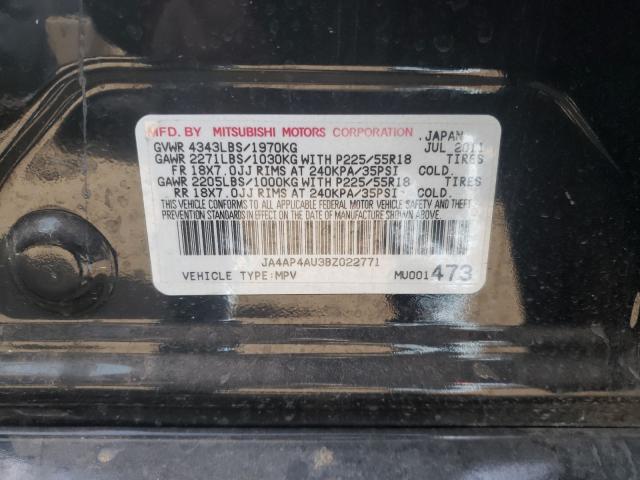 MFD. BY MITSUBISHI MOTORS CORPORATION JAPAN
GVWR 4343LBS/1970KG JUL 2011
GAWR 2271LBS/1030KG WITH P225/55R18 TIRES
FR 18X7.0JJ RIMS AT 240KPA/35PSI COLD.
GAWR 2205LBS/1000KG WITH P225/55R18 TIRES
RR 18X7.0JJ RIMS AT 240KPA/35PSI COLD.
THIS VEHICLE CONFORMS TO ALL APPLICABLE FEDERAL MOTOR VEHICLE SAFETY AND THEFT
PREVENTION STANDARDS IN EFFECT ON THE DATE OF MANUFACTURE SHOWN ABOVE.
JA4AP4AU3BZ022771
VEHICLE TYPE:MPV MU001473